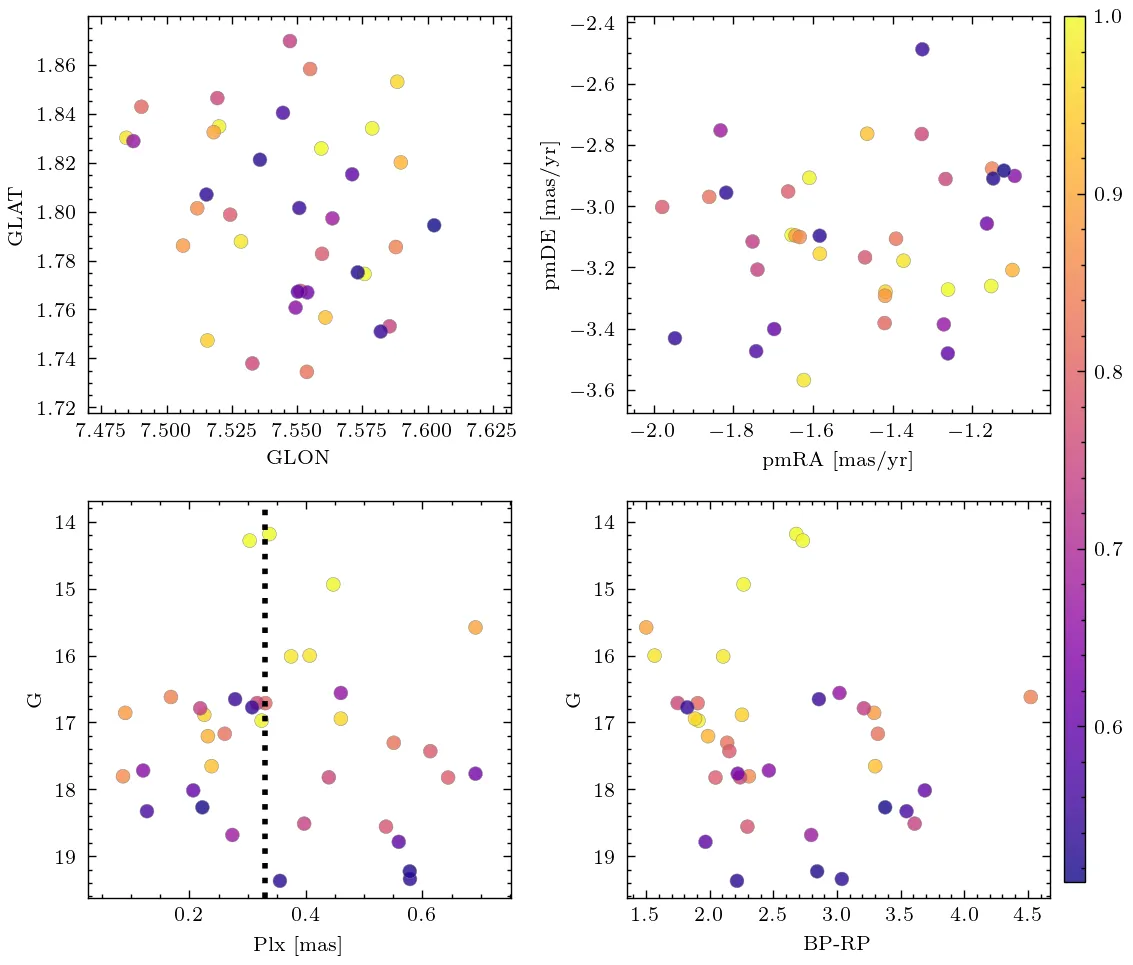 GLAT
1.86
1.84
1.82
1.80
1.78
1.76
1.74
1.72
7.475 7.500 7.525 7.550 7.575 7.600 7.625
GLON
pmDE [mas/yr]
−2.4
−2.6
−2.8
−3.0
−3.2
−3.4
−3.6
−2.0 −1.8 −1.6 −1.4 −1.2
pmRA [mas/yr]
1.0
0.9
0.8
0.7
0.6
G
14
15
16
17
18
19
0.2 0.4 0.6
Plx [mas]
G
14
15
16
17
18
19
1.5 2.0 2.5 3.0 3.5 4.0 4.5
BP-RP